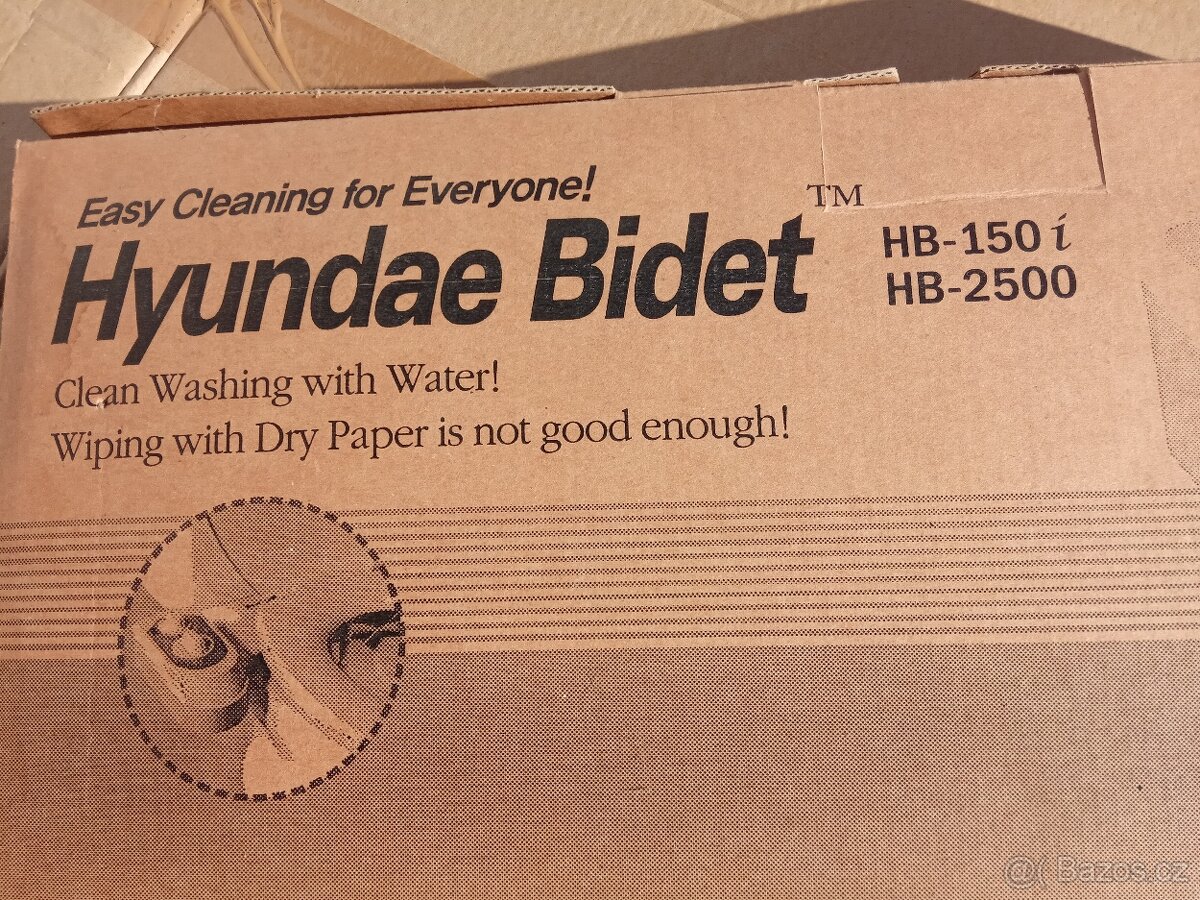 Easy Cleaning for Everyone!
Hyundae Bidet™
HB-150i
HB-2500
Clean Washing with Water!
Wiping with Dry Paper is not good enough!
@( Bazos.cz